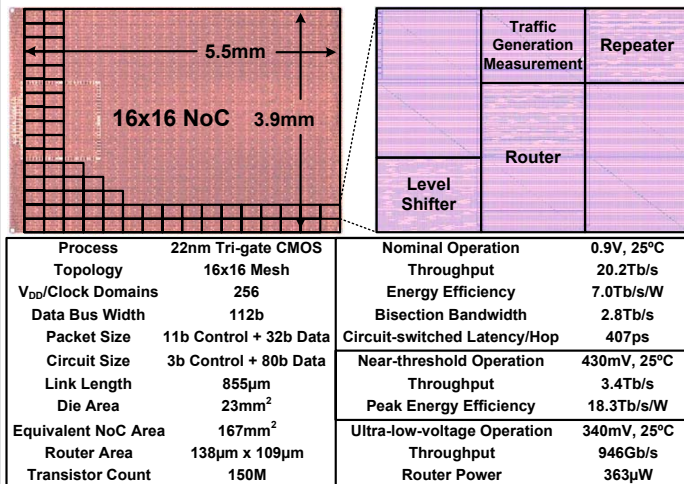 5.5mm
16x16 NoC
3.9mm
Traffic
Generation
Measurement
Repeater
Router
Level
Shifter
Process 22nm Tri-gate CMOS
Topology 16x16 Mesh
VDD/Clock Domains 256
Data Bus Width 112b
Packet Size 11b Control + 32b Data
Circuit Size 3b Control + 80b Data
Link Length 855µm
Die Area 23mm²
Equivalent NoC Area 167mm²
Router Area 138µm x 109µm
Transistor Count 150M
Nominal Operation 0.9V, 25ºC
Throughput 20.2Tb/s
Energy Efficiency 7.0Tb/s/W
Bisection Bandwidth 2.8Tb/s
Circuit-switched Latency/Hop 407ps
Near-threshold Operation 430mV, 25ºC
Throughput 3.4Tb/s
Peak Energy Efficiency 18.3Tb/s/W
Ultra-low-voltage Operation 340mV, 25ºC
Throughput 946Gb/s
Router Power 363µW